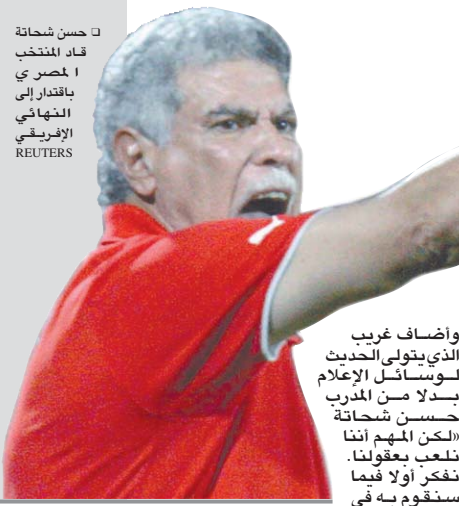 ❑ حسن شحاتة
قاد المنتخب
المصري
باقتدار إلى
النهائي
الإفريقي
REUTERS
وأضاف غريب
الذي يتولى الحديث
لوسائل الإعلام
بدلا من المدرب
حسن شحاتة
«لكن المهم أننا
نلعب بعقولنا.
نفكر أولا فيما
سنقوم به في